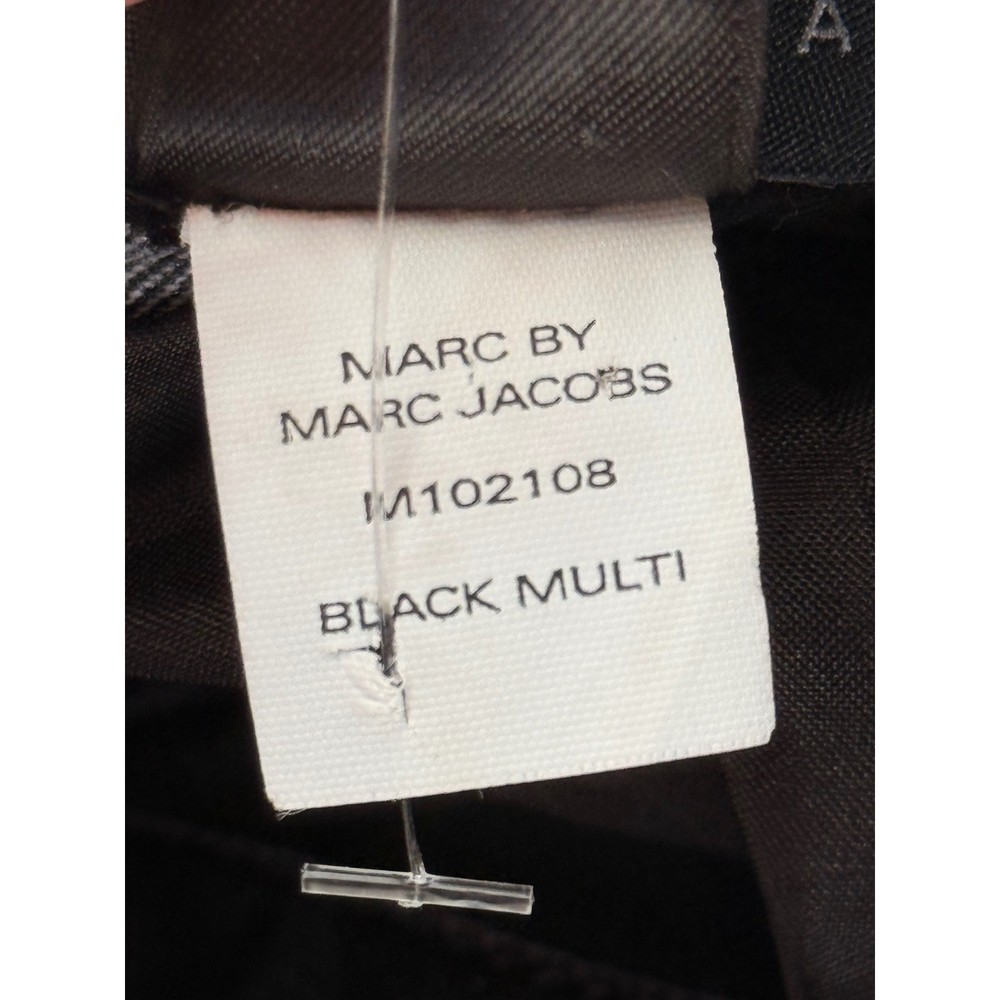 A
MARC BY
MARC JACOBS
M102108
BLACK MULTI